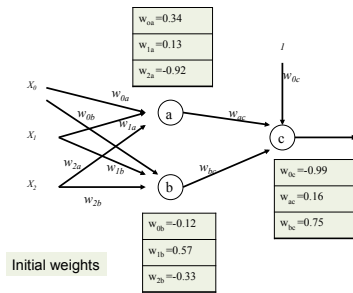 w₀ₐ=0.34
w₁ₐ=0.13
w₂ₐ=-0.92
1
X₀
w₀ₐ
w₀c
w₀b
a
wₐc
X₁
w₁ₐ
c
w₂ₐ
w₁b
wbc
X₂
b
w₂b
w₀c=-0.99
wₐc=0.16
wbc=0.75
w₀b=-0.12
w₁b=0.57
w₂b=-0.33
Initial weights